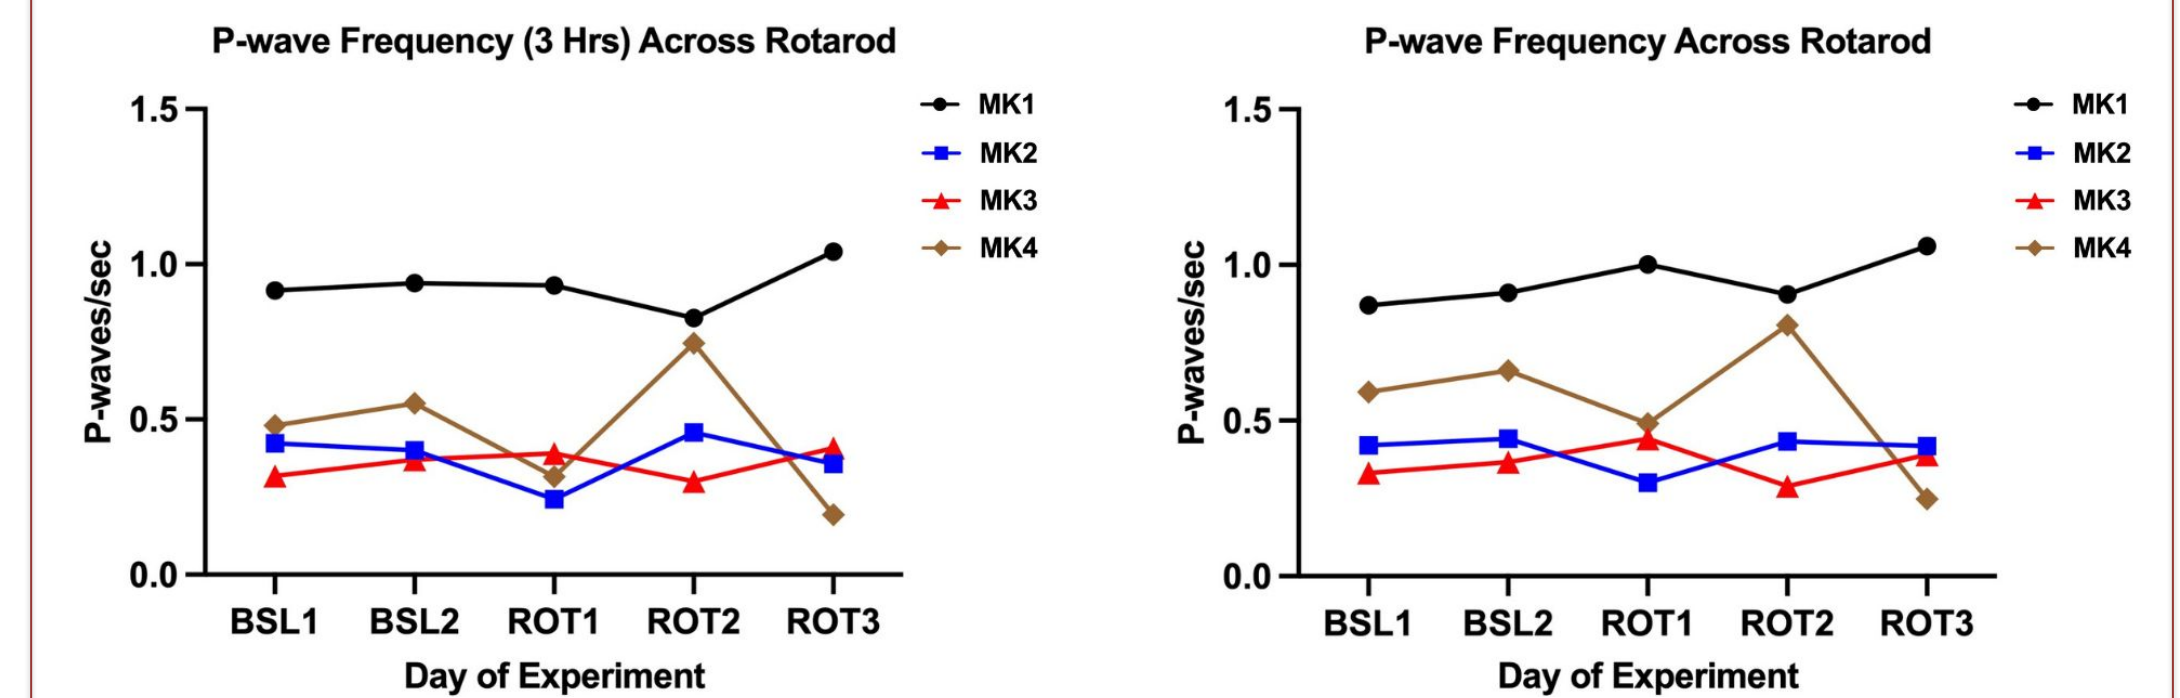 P-wave Frequency (3 Hrs) Across Rotarod
1.5
1.0
0.5
0.0
P-waves/sec
BSL1 BSL2 ROT1 ROT2 ROT3
Day of Experiment
MK1
MK2
MK3
MK4
P-wave Frequency Across Rotarod
1.5
1.0
0.5
0.0
P-waves/sec
BSL1 BSL2 ROT1 ROT2 ROT3
Day of Experiment
MK1
MK2
MK3
MK4